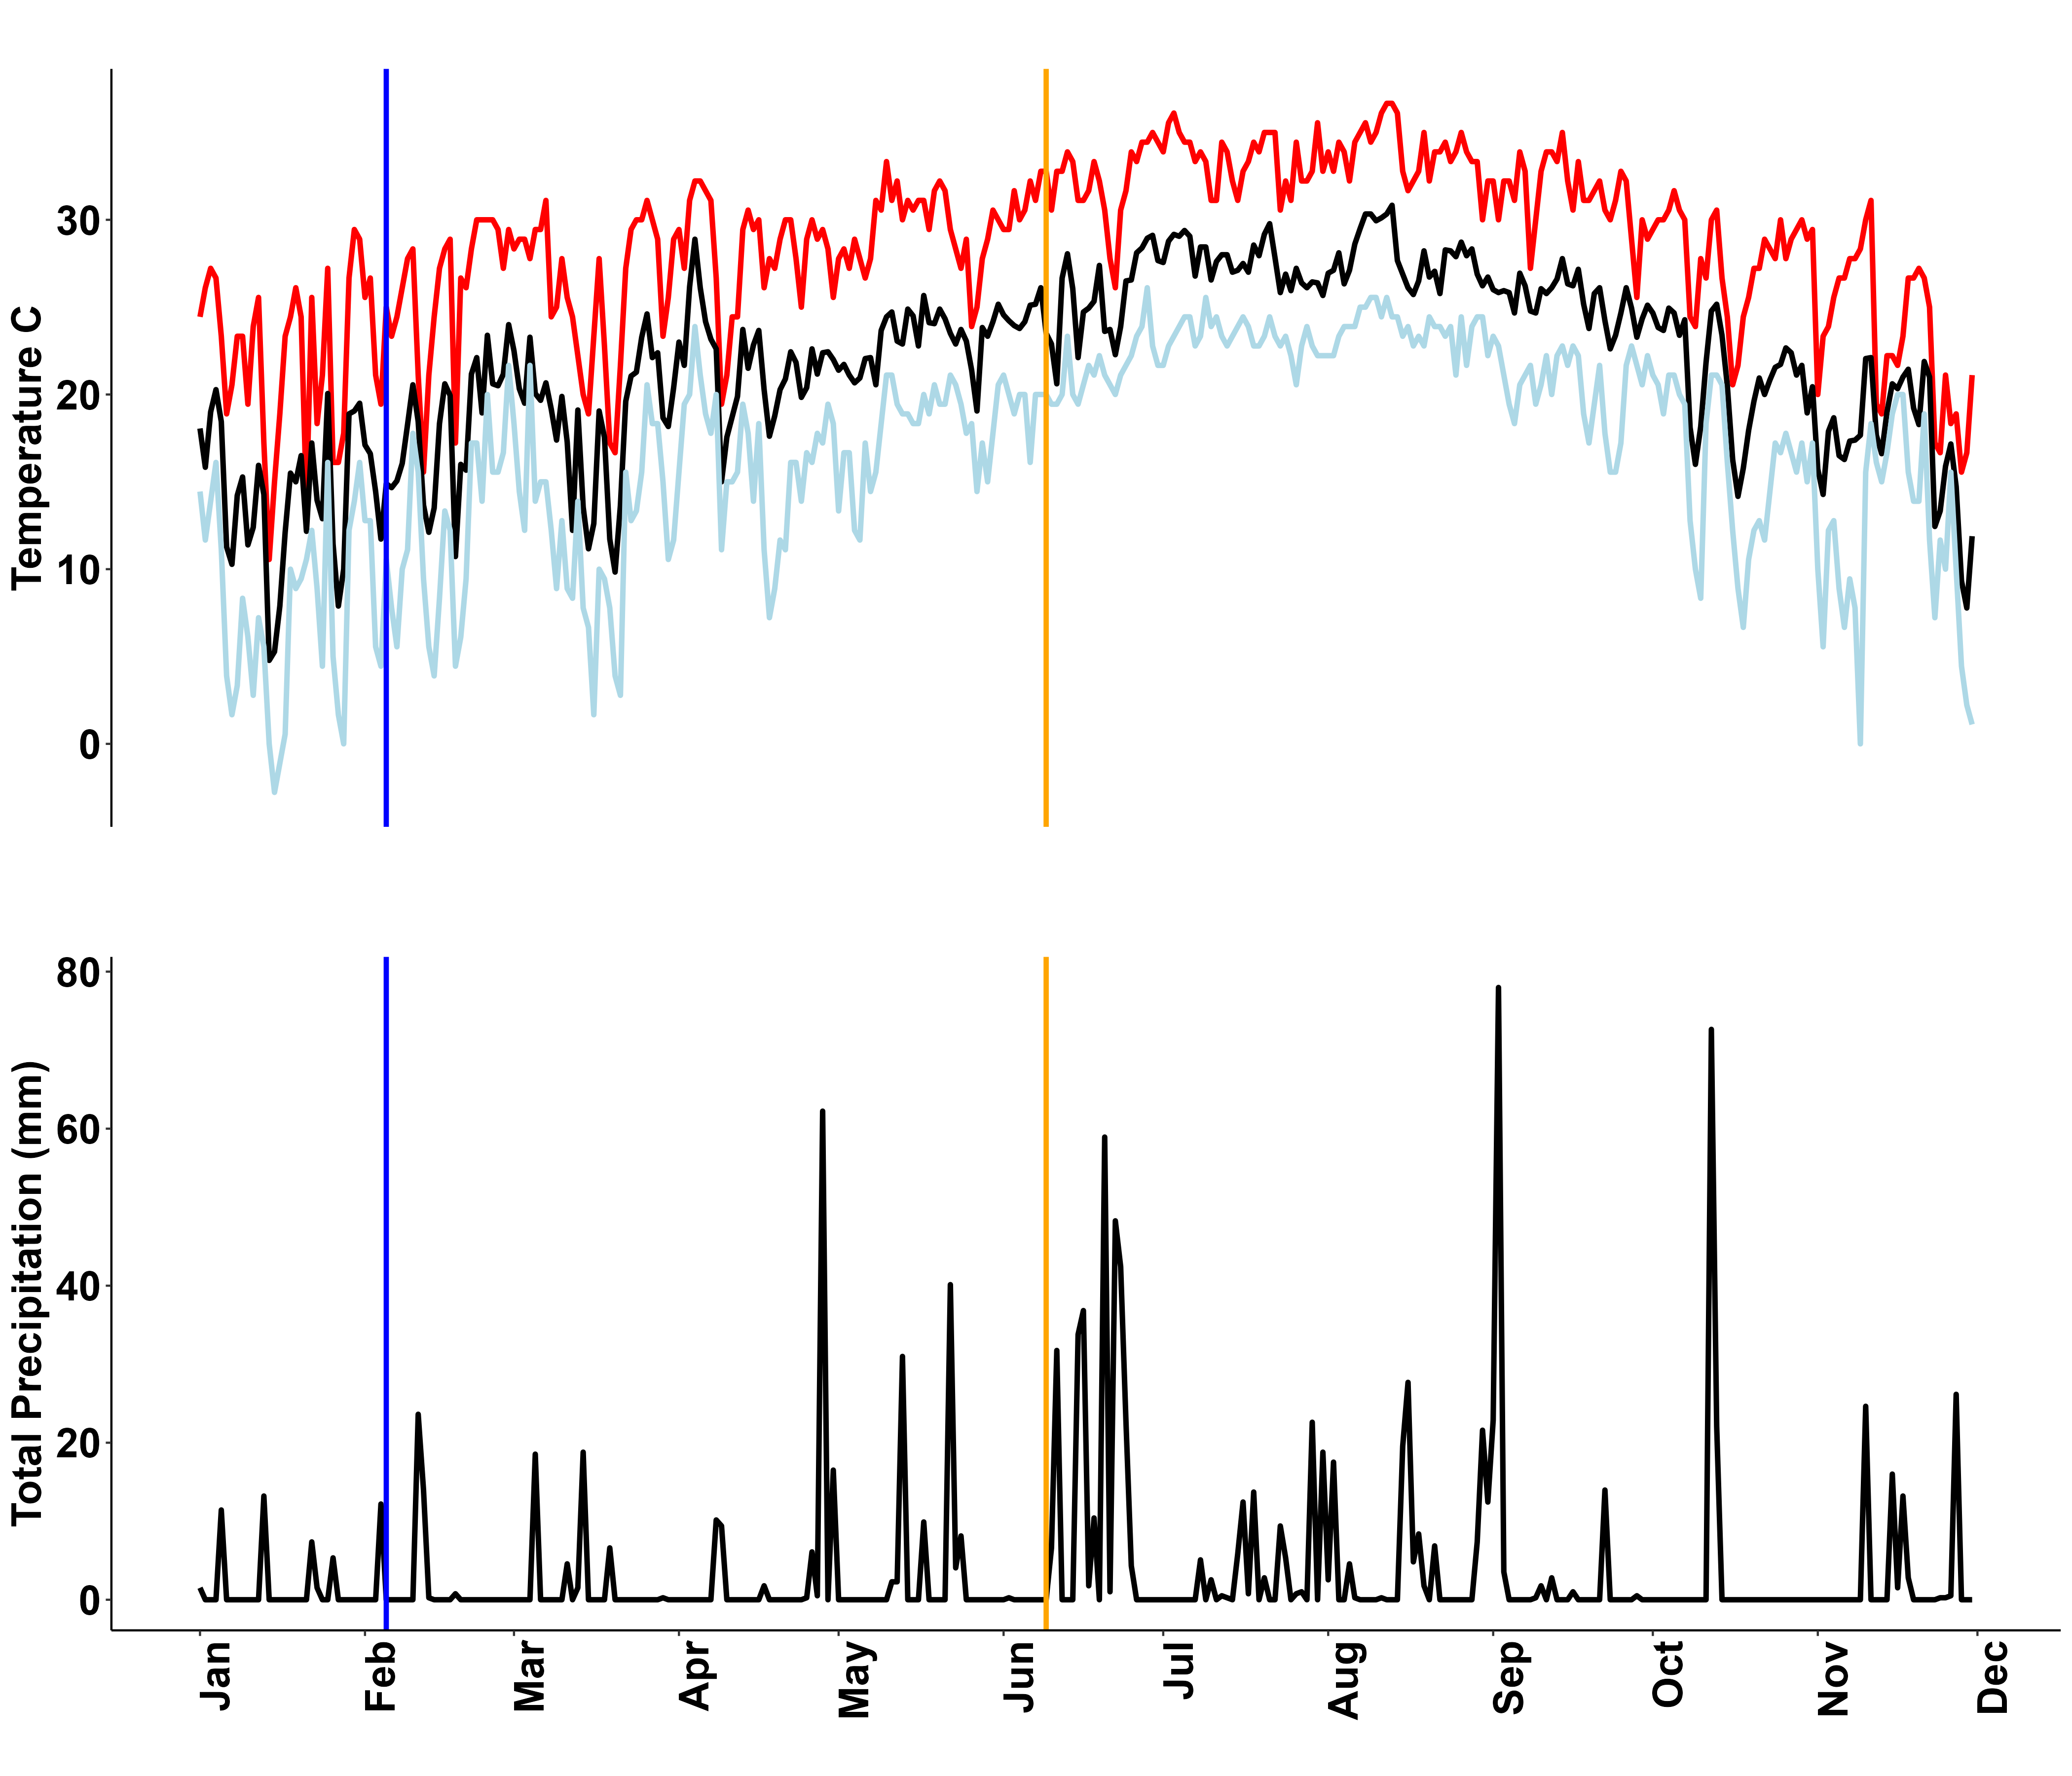 Temperature C
30
20
10
0
Total Precipitation (mm)
80
60
40
20
0
Jan
Feb
Mar
Apr
May
Jun
Jul
Aug
Sep
Oct
Nov
Dec